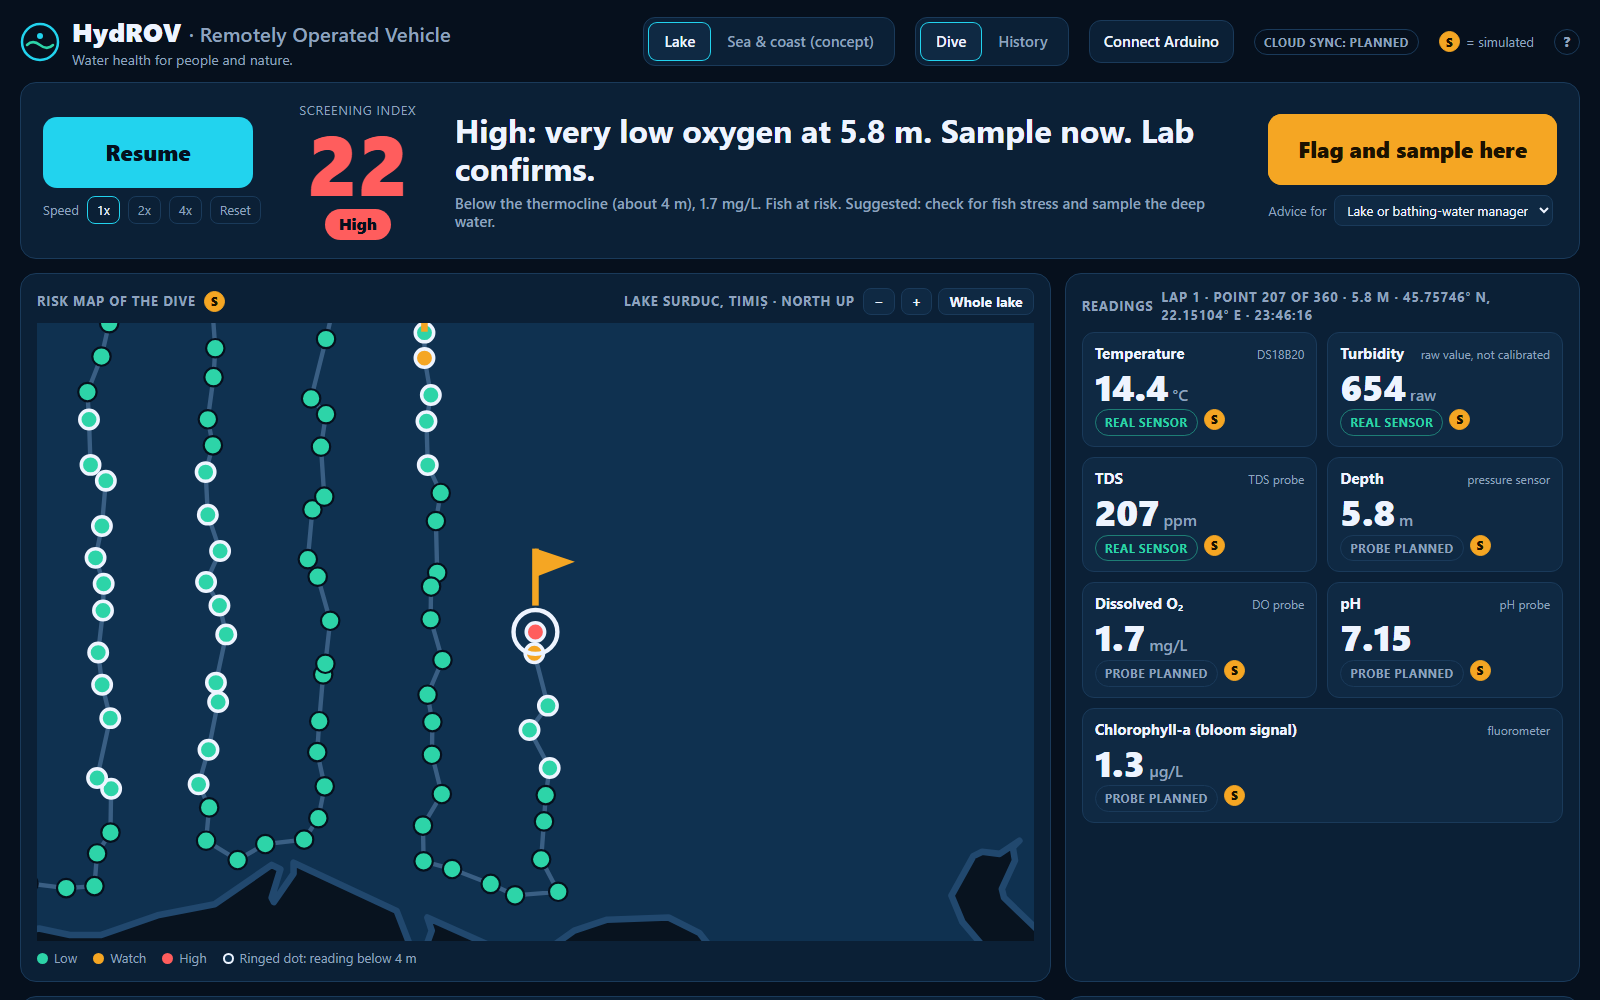 HydROV · Remotely Operated Vehicle
Water health for people and nature.
Lake
Sea & coast (concept)
Dive
History
Connect Arduino
CLOUD SYNC: PLANNED
S = simulated
?
Resume
Speed
1x
2x
4x
Reset
SCREENING INDEX
22
High
High: very low oxygen at 5.8 m. Sample now. Lab
confirms.
Below the thermocline (about 4 m), 1.7 mg/L. Fish at risk. Suggested: check for fish stress and sample the deep
water.
Flag and sample here
Advice for
Lake or bathing-water manager
RISK MAP OF THE DIVE S
LAKE SURDUC, TIMIȘ · NORTH UP
−
+
Whole lake
Low
Watch
High
Ringed dot: reading below 4 m
READINGS
LAP 1 · POINT 207 OF 360 · 5.8 M · 45.75746° N,
22.15104° E · 23:46:16
Temperature
DS18B20
14.4 °C
REAL SENSOR S
Turbidity
raw value, not calibrated
654 raw
REAL SENSOR S
TDS
TDS probe
207 ppm
REAL SENSOR S
Depth
pressure sensor
5.8 m
PROBE PLANNED S
Dissolved O₂
DO probe
1.7 mg/L
PROBE PLANNED S
pH
pH probe
7.15
PROBE PLANNED S
Chlorophyll-a (bloom signal)
fluorometer
1.3 µg/L
PROBE PLANNED S